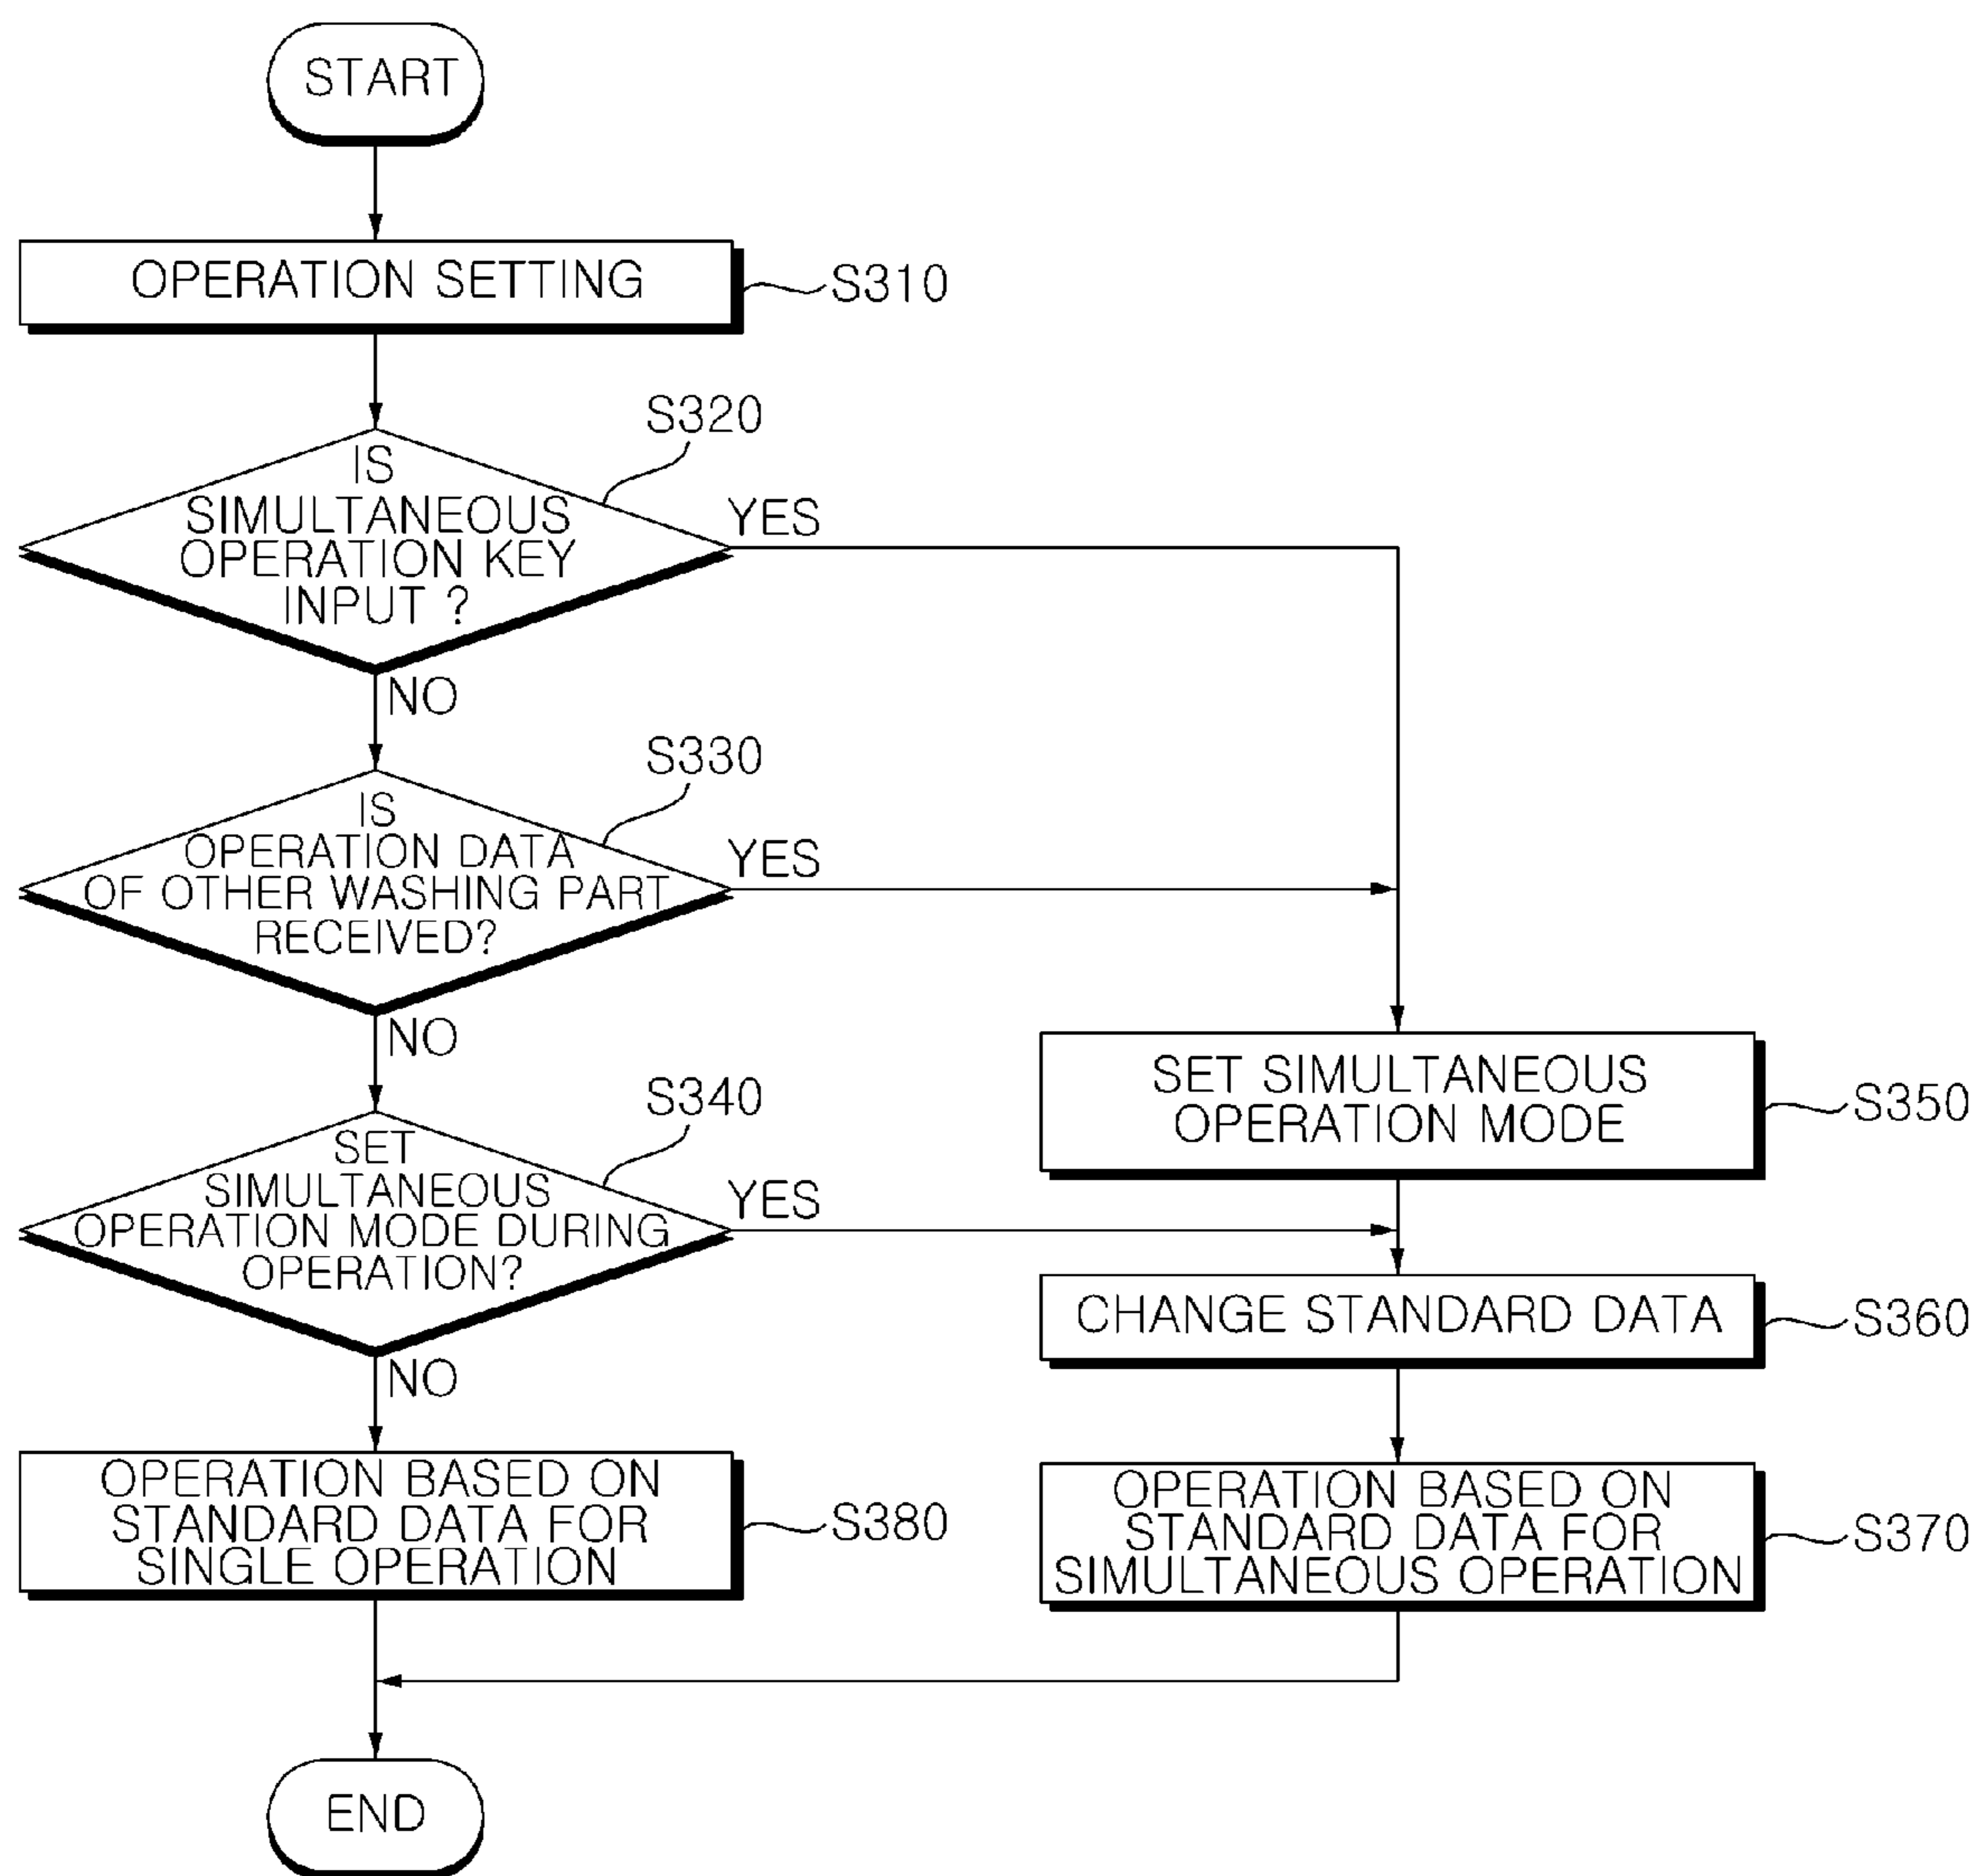 START
OPERATION SETTING
S310
S320
IS
SIMULTANEOUS
OPERATION KEY
INPUT ?
YES
NO
S330
IS
OPERATION DATA
OF OTHER WASHING PART
RECEIVED?
YES
NO
S340
SET
SIMULTANEOUS
OPERATION MODE DURING
OPERATION?
YES
NO
SET SIMULTANEOUS
OPERATION MODE
S350
CHANGE STANDARD DATA
S360
OPERATION BASED ON
STANDARD DATA FOR
SINGLE OPERATION
S380
OPERATION BASED ON
STANDARD DATA FOR
SIMULTANEOUS OPERATION
S370
END